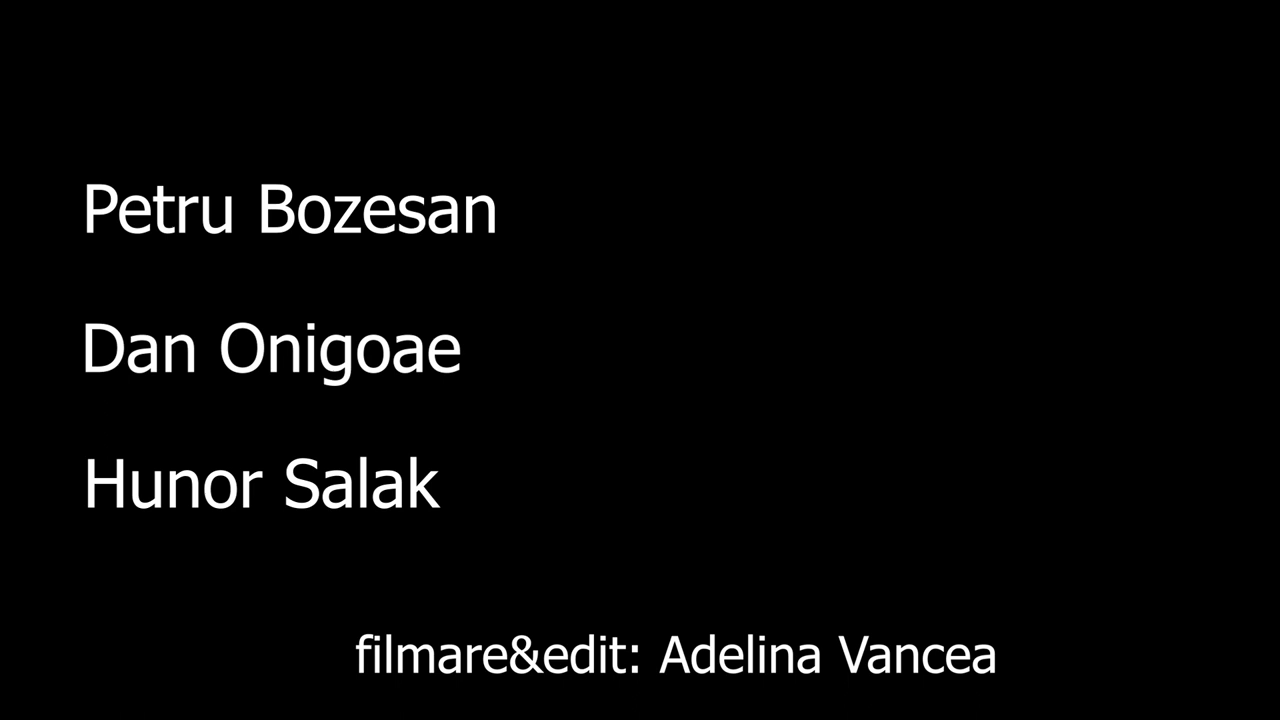 Petru Bozesan
Dan Onigoae
Hunor Salak
filmare&edit: Adelina Vancea